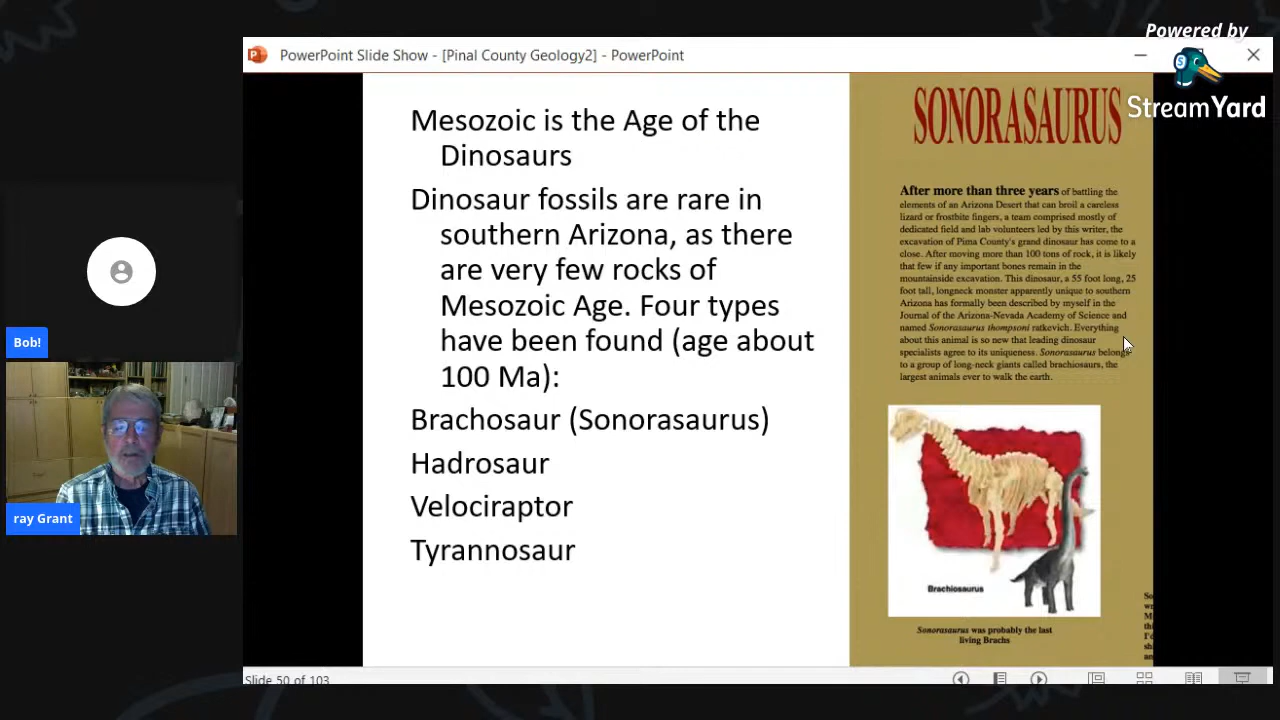 Powered by
StreamYard
PowerPoint Slide Show - [Pinal County Geology2] - PowerPoint
Mesozoic is the Age of the
Dinosaurs
Dinosaur fossils are rare in
southern Arizona, as there
are very few rocks of
Mesozoic Age. Four types
have been found (age about
100 Ma):
Brachosaur (Sonorasaurus)
Hadrosaur
Velociraptor
Tyrannosaur
SONORASAURUS
After more than three years of battling the
elements of an Arizona Desert that can broil a careless
lizard or frostbite fingers, a team comprised mostly of
dedicated field and lab volunteers led by this writer, the
excavation of Pima County's grand dinosaur has come to a
close. After moving more than 100 tons of rock, it is likely
that few if any important bones remain in the
mountainside excavation. This dinosaur, a 55 foot long, 25
foot tall, longneck monster apparently unique to southern
Arizona has formally been described by myself in the
Journal of the Arizona-Nevada Academy of Science and
named Sonorasaurus thompsoni ratkevich. Everything
about this animal is so new that leading dinosaur
specialists agree to its uniqueness. Sonorasaurus belongs
to a group of long-neck giants called brachiosaurs, the
largest animals ever to walk the earth.
Brachiosaurus
Sonorasaurus was probably the last
living Brachs
Bob!
ray Grant
Slide 50 of 103